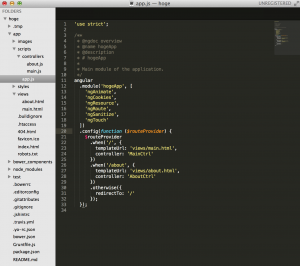 app.js — hoge
UNREGISTERED
FOLDERS
hoge
.tmp
app
images
scripts
controllers
about.js
main.js
app.js
styles
views
about.html
main.html
.buildignore
.htaccess
404.html
favicon.ico
index.html
robots.txt
bower_components
node_modules
test
.bowerrc
.editorconfig
.gitattributes
.gitignore
.jshintrc
.travis.yml
.yo-rc.json
bower.json
Gruntfile.js
package.json
README.md
app.js
'use strict';
/**
* @ngdoc overview
* @name hogeApp
* @description
* # hogeApp
*
* Main module of the application.
*/
angular
.module('hogeApp', [
'ngAnimate',
'ngCookies',
'ngResource',
'ngRoute',
'ngSanitize',
'ngTouch'
])
.config(function ($routeProvider) {
$routeProvider
.when('/', {
templateUrl: 'views/main.html',
controller: 'MainCtrl'
})
.when('/about', {
templateUrl: 'views/about.html',
controller: 'AboutCtrl'
})
.otherwise({
redirectTo: '/'
});
});